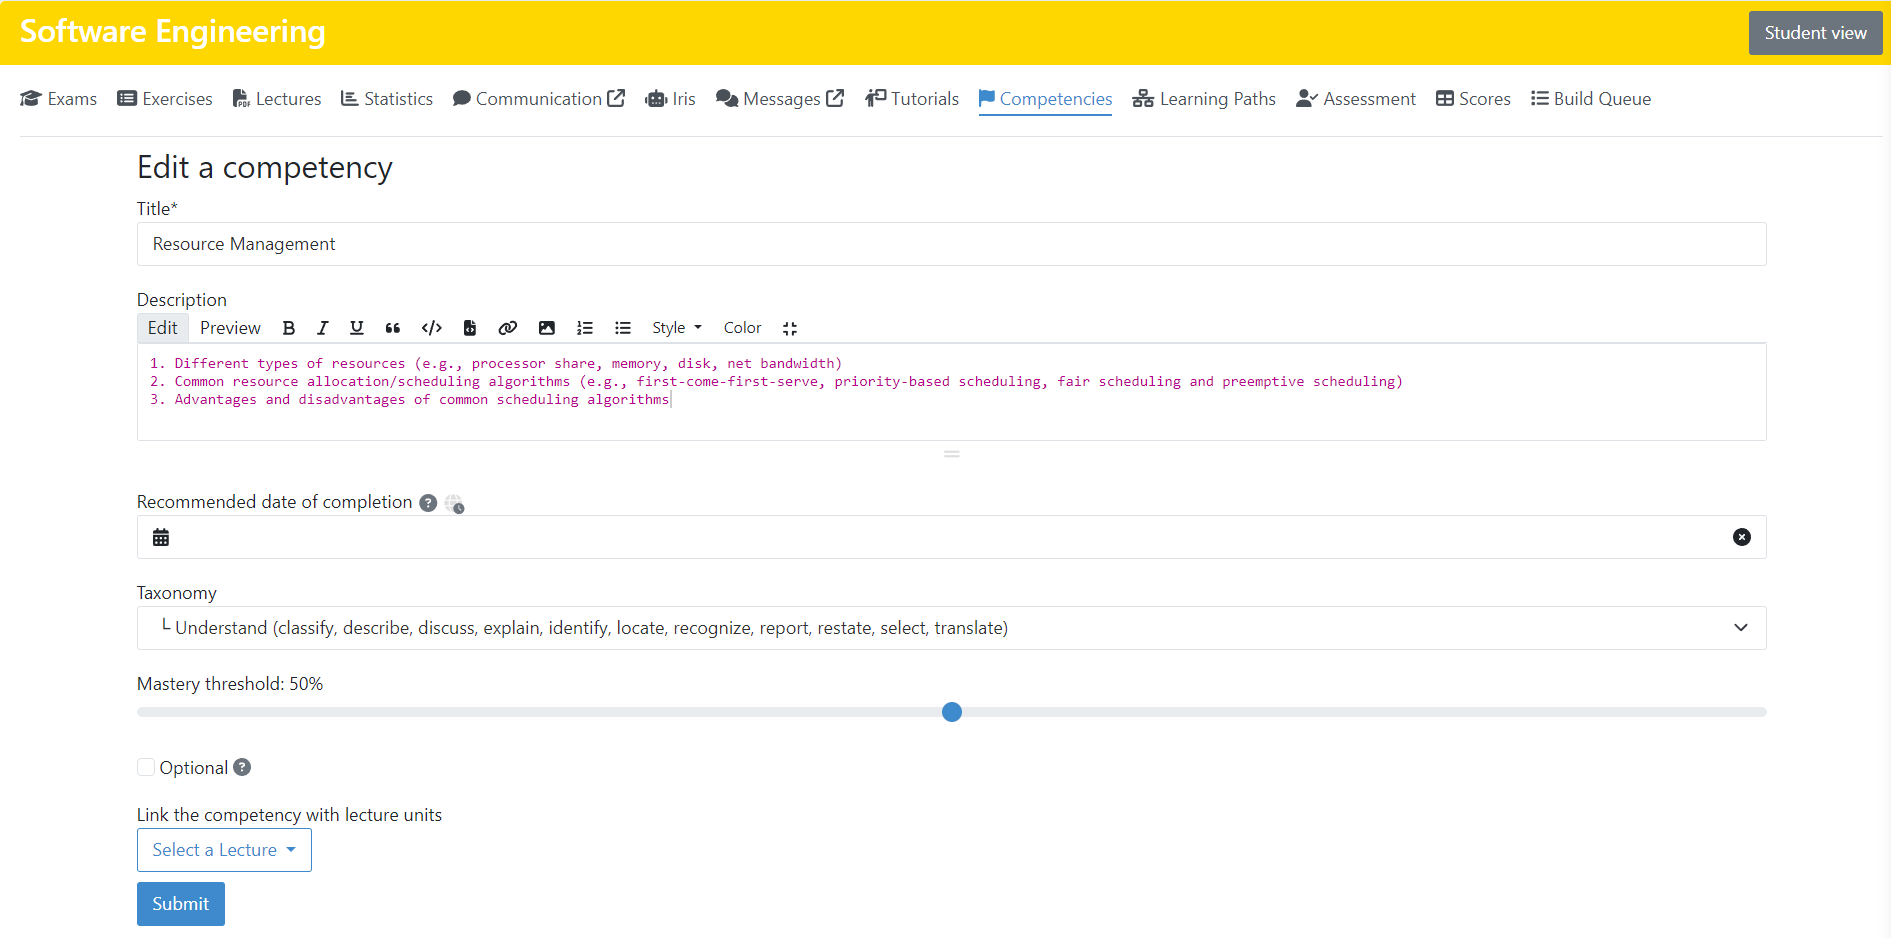 Software Engineering
Student view
Exams Exercises Lectures Statistics Communication Iris Messages Tutorials Competencies Learning Paths Assessment Scores Build Queue
Edit a competency
Title*
Resource Management
Description
Edit Preview B I U Style Color
1. Different types of resources (e.g., processor share, memory, disk, net bandwidth)
2. Common resource allocation/scheduling algorithms (e.g., first-come-first-serve, priority-based scheduling, fair scheduling and preemptive scheduling)
3. Advantages and disadvantages of common scheduling algorithms
Recommended date of completion
Taxonomy
└ Understand (classify, describe, discuss, explain, identify, locate, recognize, report, restate, select, translate)
Mastery threshold: 50%
Optional
Link the competency with lecture units
Select a Lecture
Submit